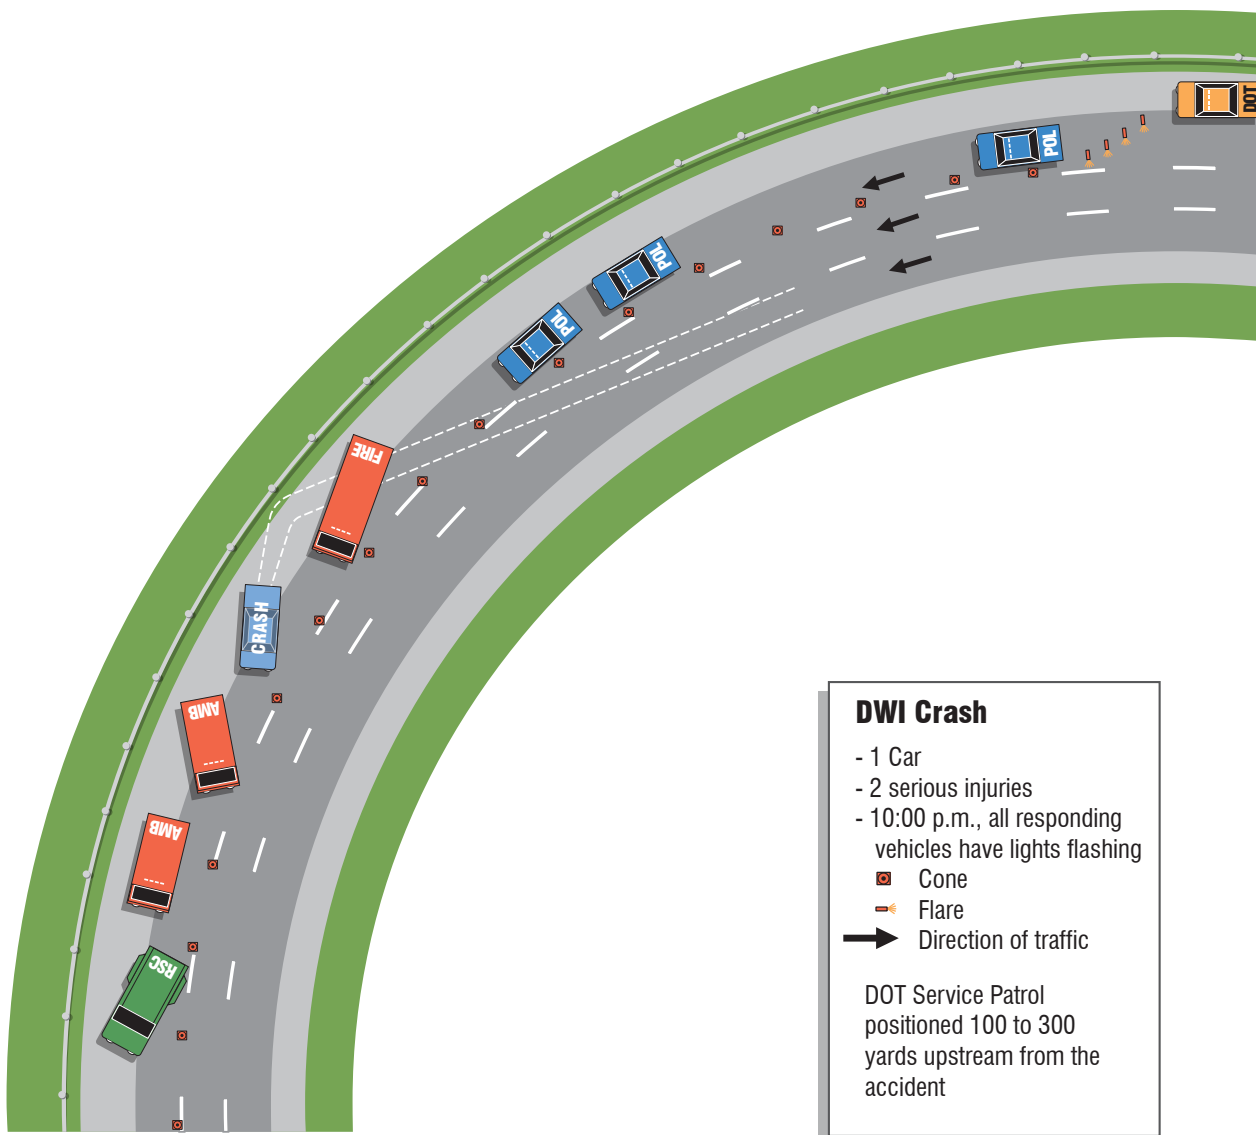 DOT
POL
POL
POL
FIRE
CRASH
AMB
AMB
RSC
DWI Crash
- 1 Car
- 2 serious injuries
- 10:00 p.m., all responding
vehicles have lights flashing
Cone
Flare
Direction of traffic
DOT Service Patrol
positioned 100 to 300
yards upstream from the
accident